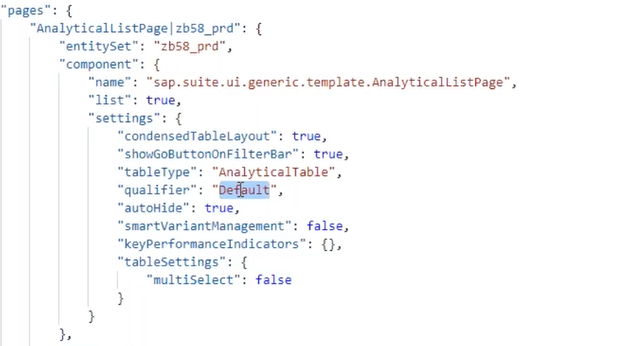 "pages": {
"AnalyticalListPage|zb58_prd": {
"entitySet": "zb58_prd",
"component": {
"name": "sap.suite.ui.generic.template.AnalyticalListPage",
"list": true,
"settings": {
"condensedTableLayout": true,
"showGoButtonOnFilterBar": true,
"tableType": "AnalyticalTable",
"qualifier": "Default",
"autoHide": true,
"smartVariantManagement": false,
"keyPerformanceIndicators": {},
"tableSettings": {
"multiSelect": false
}
}
},